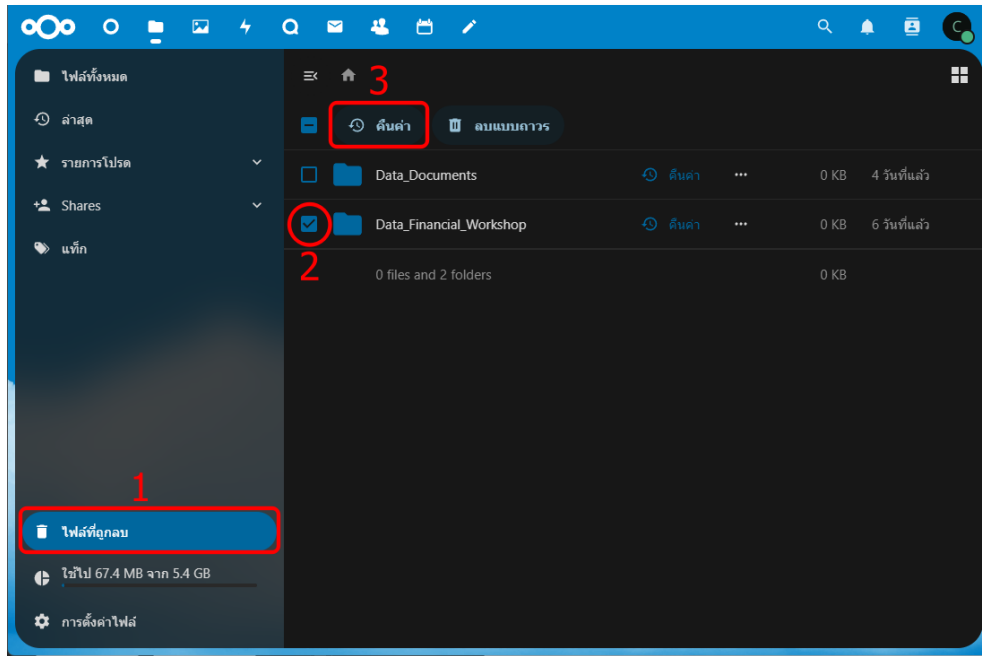 C
ไฟล์ทั้งหมด
3
ล่าสุด
คืนค่า ลบแบบถาวร
รายการโปรด
Data_Documents คืนค่า ••• 0 KB 4 วันที่แล้ว
Shares
Data_Financial_Workshop คืนค่า ••• 0 KB 6 วันที่แล้ว
แท็ก
2
0 files and 2 folders 0 KB
1
ไฟล์ที่ถูกลบ
ใช้ไป 67.4 MB จาก 5.4 GB
การตั้งค่าไฟล์